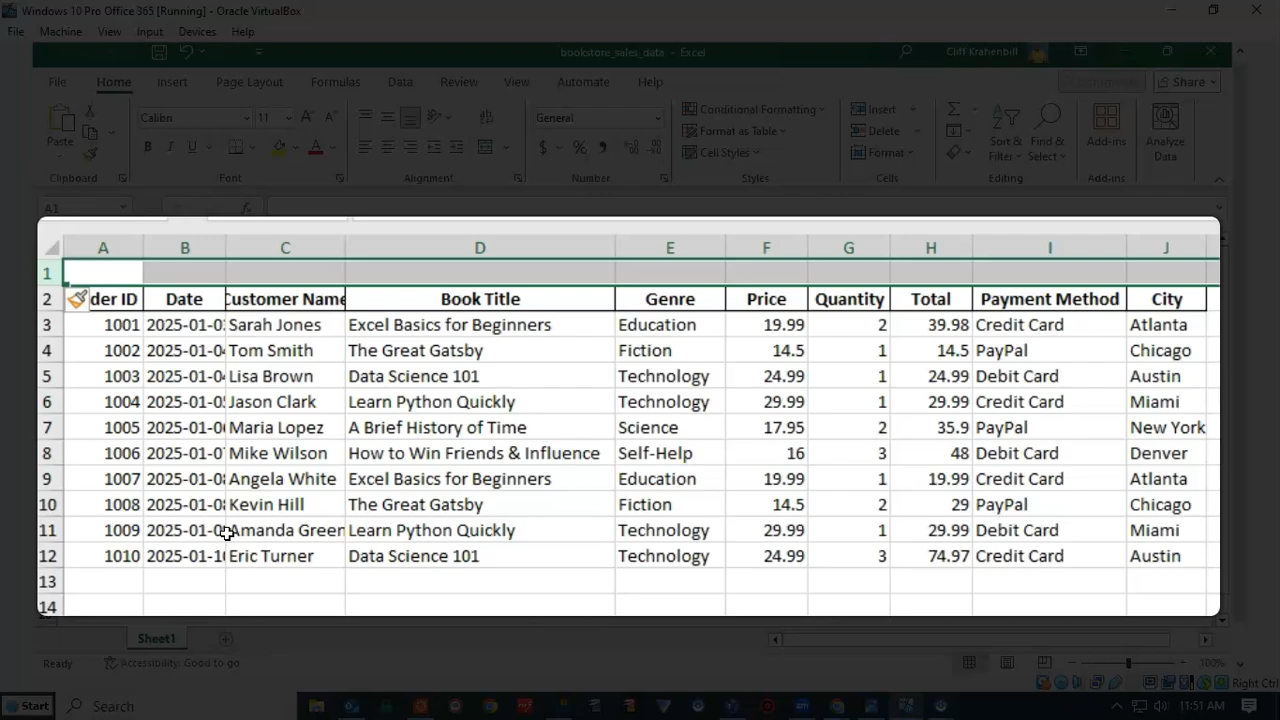 Windows 10 Pro Office 365 [Running] - Oracle VirtualBox
File Machine View Input Devices Help
bookstore_sales_data - Excel Cliff Krahenbill
File Home Insert Page Layout Formulas Data Review View Automate Help Comments Share
Paste Calibri 11 General Conditional Formatting Insert
B I U A $ % Format as Table Delete Sort & Filter Find & Select Add-ins Analyze Data
Cell Styles Format
Clipboard Font Alignment Number Styles Cells Editing Add-ins
A1 fx
A B C D E F G H I J
1
2 der ID Date Customer Name Book Title Genre Price Quantity Total Payment Method City
3 1001 2025-01-03 Sarah Jones Excel Basics for Beginners Education 19.99 2 39.98 Credit Card Atlanta
4 1002 2025-01-04 Tom Smith The Great Gatsby Fiction 14.5 1 14.5 PayPal Chicago
5 1003 2025-01-04 Lisa Brown Data Science 101 Technology 24.99 1 24.99 Debit Card Austin
6 1004 2025-01-05 Jason Clark Learn Python Quickly Technology 29.99 1 29.99 Credit Card Miami
7 1005 2025-01-06 Maria Lopez A Brief History of Time Science 17.95 2 35.9 PayPal New York
8 1006 2025-01-07 Mike Wilson How to Win Friends & Influence Self-Help 16 3 48 Debit Card Denver
9 1007 2025-01-08 Angela White Excel Basics for Beginners Education 19.99 1 19.99 Credit Card Atlanta
10 1008 2025-01-08 Kevin Hill The Great Gatsby Fiction 14.5 2 29 PayPal Chicago
11 1009 2025-01-0 Amanda Green Learn Python Quickly Technology 29.99 1 29.99 Debit Card Miami
12 1010 2025-01-10 Eric Turner Data Science 101 Technology 24.99 3 74.97 Credit Card Austin
13
14
Sheet1
Ready Accessibility: Good to go 100%
Right Ctrl
Start Search 11:51 AM